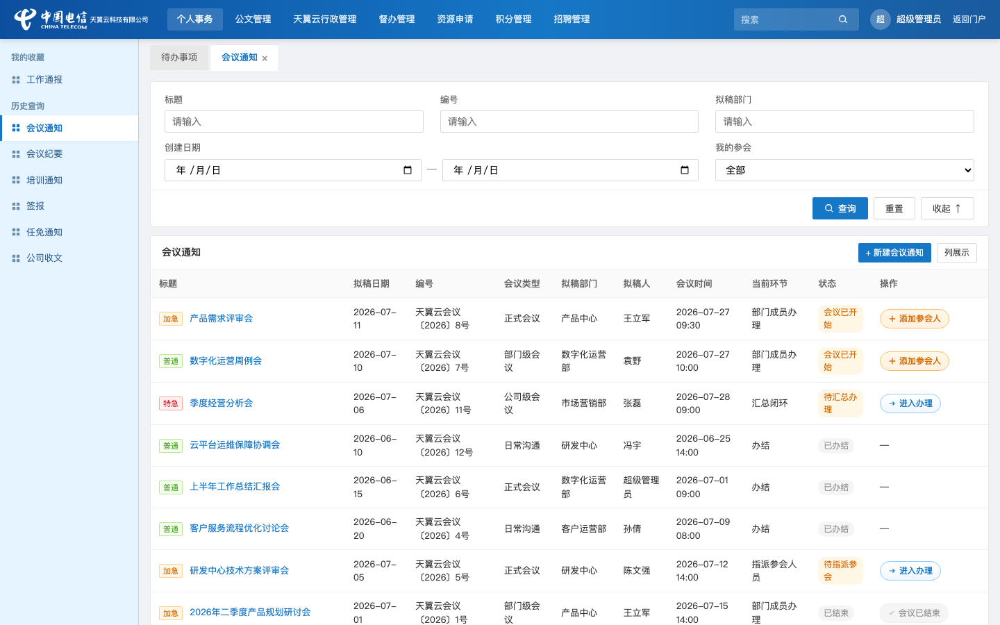 中国电信 CHINA TELECOM 天翼云科技有限公司
个人事务 公文管理 天翼云行政管理 督办管理 资源申请 积分管理 招聘管理 搜索 超 超级管理员 返回门户
我的收藏
工作通报
历史查询
会议通知
会议纪要
培训通知
签报
任免通知
公司收文
待办事项 会议通知 ×
标题 编号 拟稿部门
请输入 请输入 请输入
创建日期 我的参会
年 /月/日 — 年 /月/日 全部
查询 重置 收起 ↑
会议通知 + 新建会议通知 列展示
标题 拟稿日期 编号 会议类型 拟稿部门 拟稿人 会议时间 当前环节 状态 操作
加急 产品需求评审会 2026-07-11 天翼云会议〔2026〕8号 正式会议 产品中心 王立军 2026-07-27 09:30 部门成员办理 会议已开始 + 添加参会人
普通 数字化运营周例会 2026-07-10 天翼云会议〔2026〕7号 部门级会议 数字化运营部 袁野 2026-07-27 10:00 部门成员办理 会议已开始 + 添加参会人
特急 季度经营分析会 2026-07-06 天翼云会议〔2026〕11号 公司级会议 市场营销部 张磊 2026-07-28 09:00 汇总闭环 待汇总办理 → 进入办理
普通 云平台运维保障协调会 2026-06-10 天翼云会议〔2026〕12号 日常沟通 研发中心 冯宇 2026-06-25 14:00 办结 已办结 —
普通 上半年工作总结汇报会 2026-06-15 天翼云会议〔2026〕6号 正式会议 数字化运营部 超级管理员 2026-07-01 09:00 办结 已办结 —
普通 客户服务流程优化讨论会 2026-06-20 天翼云会议〔2026〕4号 日常沟通 客户运营部 孙倩 2026-07-09 08:00 办结 已办结 —
加急 研发中心技术方案评审会 2026-07-05 天翼云会议〔2026〕5号 正式会议 研发中心 陈文强 2026-07-12 14:00 指派参会人员 待指派参会 → 进入办理
加急 2026年二季度产品规划研讨会 2026-07-01 天翼云会议〔2026〕1号 部门级会议 产品中心 王立军 2026-07-15 14:00 部门成员办理 已结束 ✓ 会议已结束